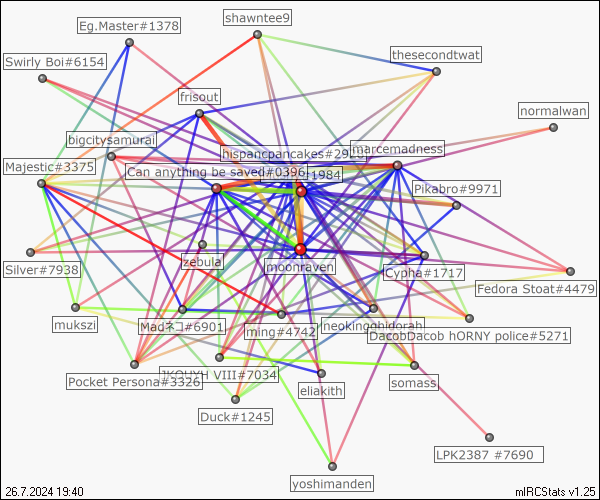 shawntee9
Eg.Master#1378
thesecondtwat
Swirly Boi#6154
frisout
normalwan
bigcitysamurai
marcemadness
hispancpancakes#2920
Majestic#3375
Can anything be saved#0396
1984
Pikabro#9971
zebula
moonraven
Silver#7938
Cypha#1717
Fedora Stoat#4479
mukszi
Madネコ#6901
ming#4742
neokingghidorah
DacobDacob hORNY police#5271
Pocket Persona#3326
VIII#7034
eliakith
somass
Duck#1245
LPK2387 #7690
yoshimanden
26.7.2024 19:40
mIRCStats v1.25